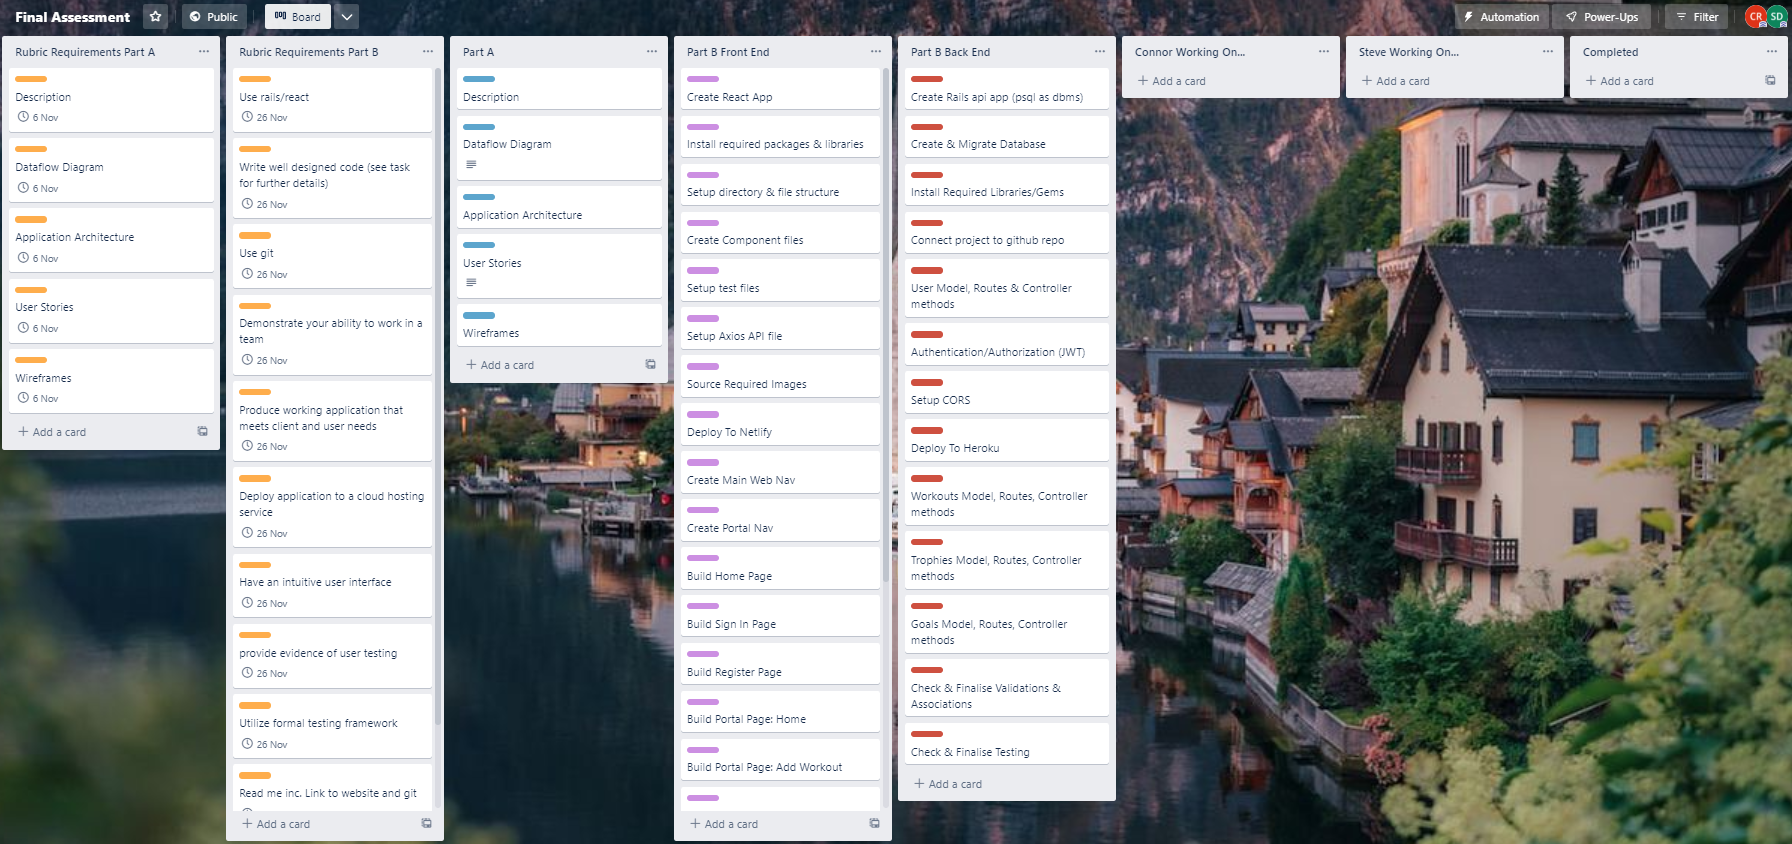 Final Assessment
Public
Board
Automation
Power-Ups
Filter
CR
SD
Rubric Requirements Part A
Description
6 Nov
Dataflow Diagram
6 Nov
Application Architecture
6 Nov
User Stories
6 Nov
Wireframes
6 Nov
Add a card
Rubric Requirements Part B
Use rails/react
26 Nov
Write well designed code (see task
for further details)
26 Nov
Use git
26 Nov
Demonstrate your ability to work in a
team
26 Nov
Produce working application that
meets client and user needs
26 Nov
Deploy application to a cloud hosting
service
26 Nov
Have an intuitive user interface
26 Nov
provide evidence of user testing
26 Nov
Utilize formal testing framework
26 Nov
Read me inc. Link to website and git
Add a card
Part A
Description
Dataflow Diagram
Application Architecture
User Stories
Wireframes
Add a card
Part B Front End
Create React App
Install required packages & libraries
Setup directory & file structure
Create Component files
Setup test files
Setup Axios API file
Source Required Images
Deploy To Netlify
Create Main Web Nav
Create Portal Nav
Build Home Page
Build Sign In Page
Build Register Page
Build Portal Page: Home
Build Portal Page: Add Workout
Add a card
Part B Back End
Create Rails api app (psql as dbms)
Create & Migrate Database
Install Required Libraries/Gems
Connect project to github repo
User Model, Routes & Controller
methods
Authentication/Authorization (JWT)
Setup CORS
Deploy To Heroku
Workouts Model, Routes, Controller
methods
Trophies Model, Routes, Controller
methods
Goals Model, Routes, Controller
methods
Check & Finalise Validations &
Associations
Check & Finalise Testing
Add a card
Connor Working On...
Add a card
Steve Working On...
Add a card
Completed
Add a card